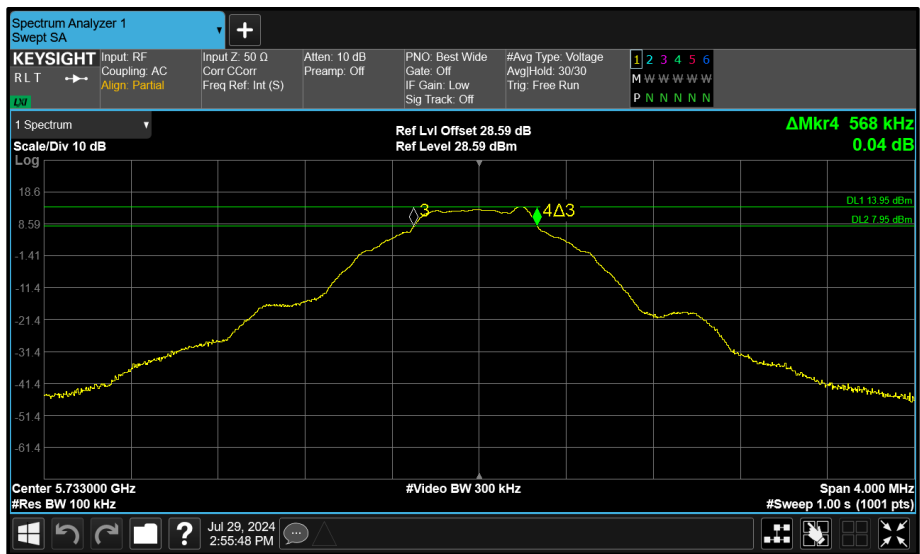 Spectrum Analyzer 1
Swept SA
+
KEYSIGHT
R L T
LXI
Input: RF
Coupling: AC
Align: Partial
Input Z: 50 Ω
Corr CCorr
Freq Ref: Int (S)
Atten: 10 dB
Preamp: Off
PNO: Best Wide
Gate: Off
IF Gain: Low
Sig Track: Off
#Avg Type: Voltage
Avg|Hold: 30/30
Trig: Free Run
1 2 3 4 5 6
M W W W W W
P N N N N N
1 Spectrum
Scale/Div 10 dB
Ref Lvl Offset 28.59 dB
Ref Level 28.59 dBm
ΔMkr4 568 kHz
0.04 dB
Log
18.6
8.59
-1.41
-11.4
-21.4
-31.4
-41.4
-51.4
-61.4
3
4Δ3
DL1 13.95 dBm
DL2 7.95 dBm
Center 5.733000 GHz
#Res BW 100 kHz
#Video BW 300 kHz
Span 4.000 MHz
#Sweep 1.00 s (1001 pts)
?
Jul 29, 2024
2:55:48 PM